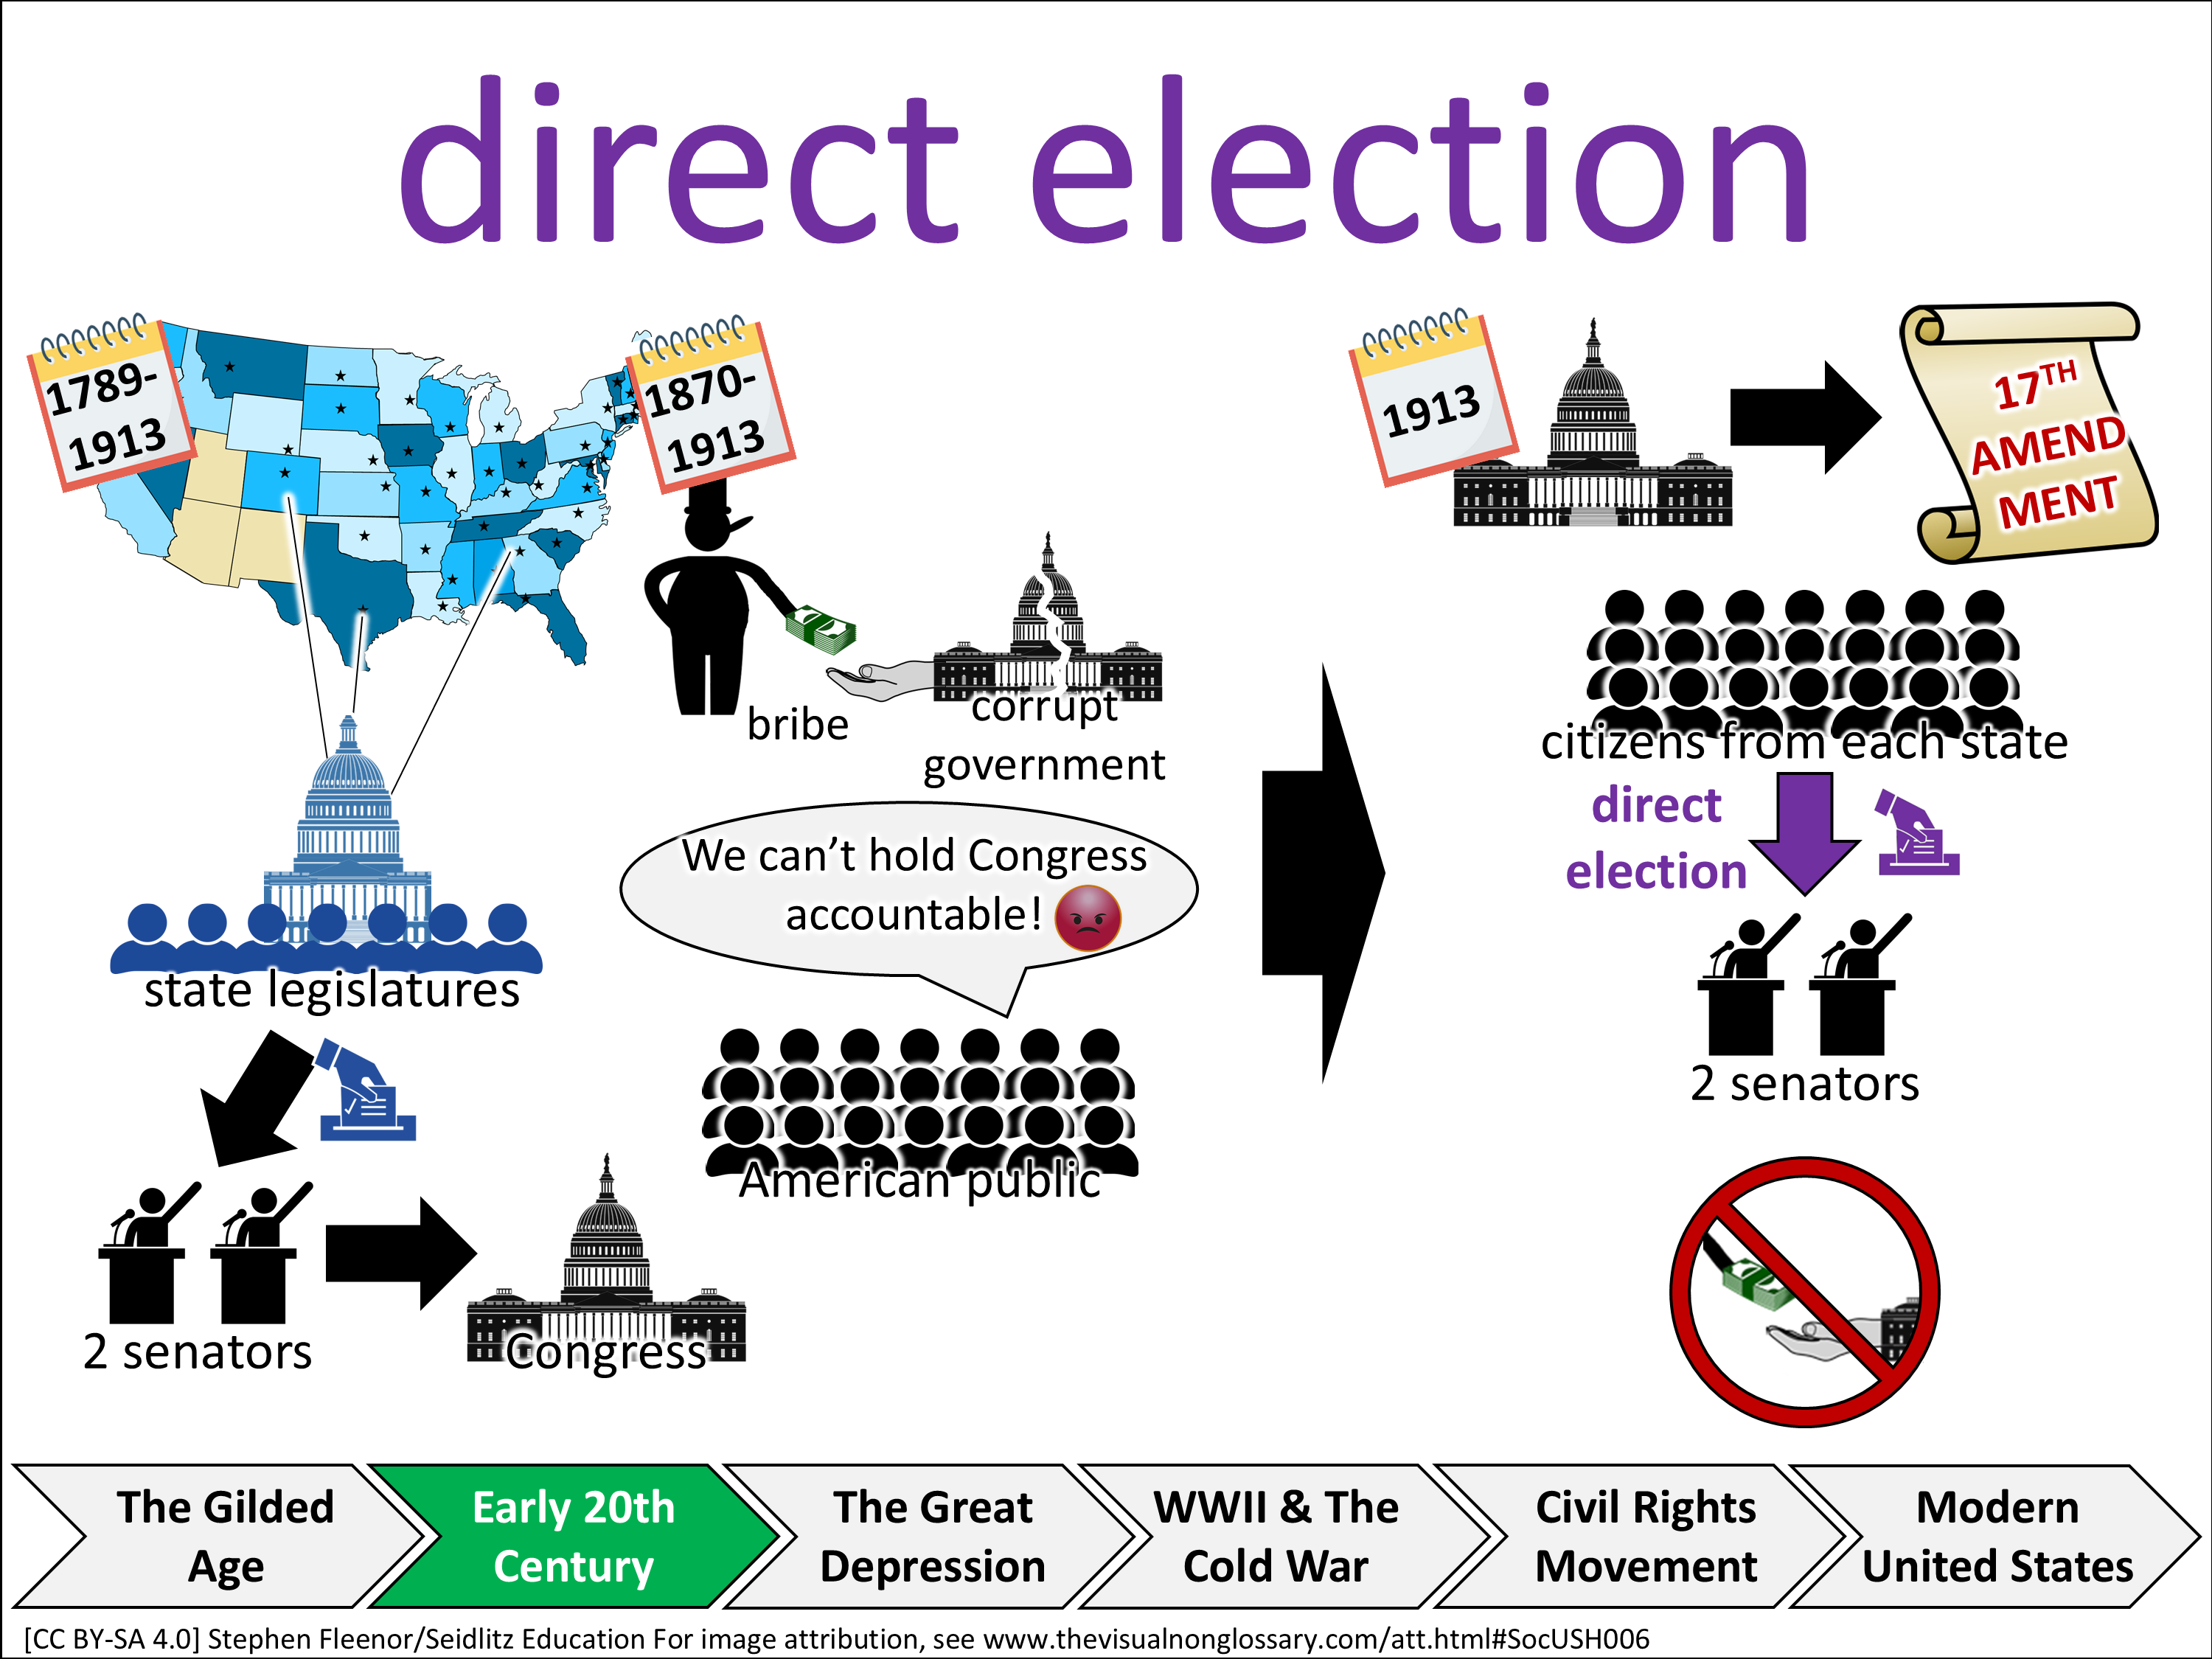 direct election
1789-
1913
state legislatures
2 senators
Congress
1870-
1913
bribe
corrupt
government
We can't hold Congress
accountable!
American public
1913
17TH
AMEND
MENT
citizens from each state
direct
election
2 senators
The Gilded
Age
Early 20th
Century
The Great
Depression
WWII & The
Cold War
Civil Rights
Movement
Modern
United States
[CC BY-SA 4.0] Stephen Fleenor/Seidlitz Education For image attribution, see www.thevisualnonglossary.com/att.html#SocUSH006